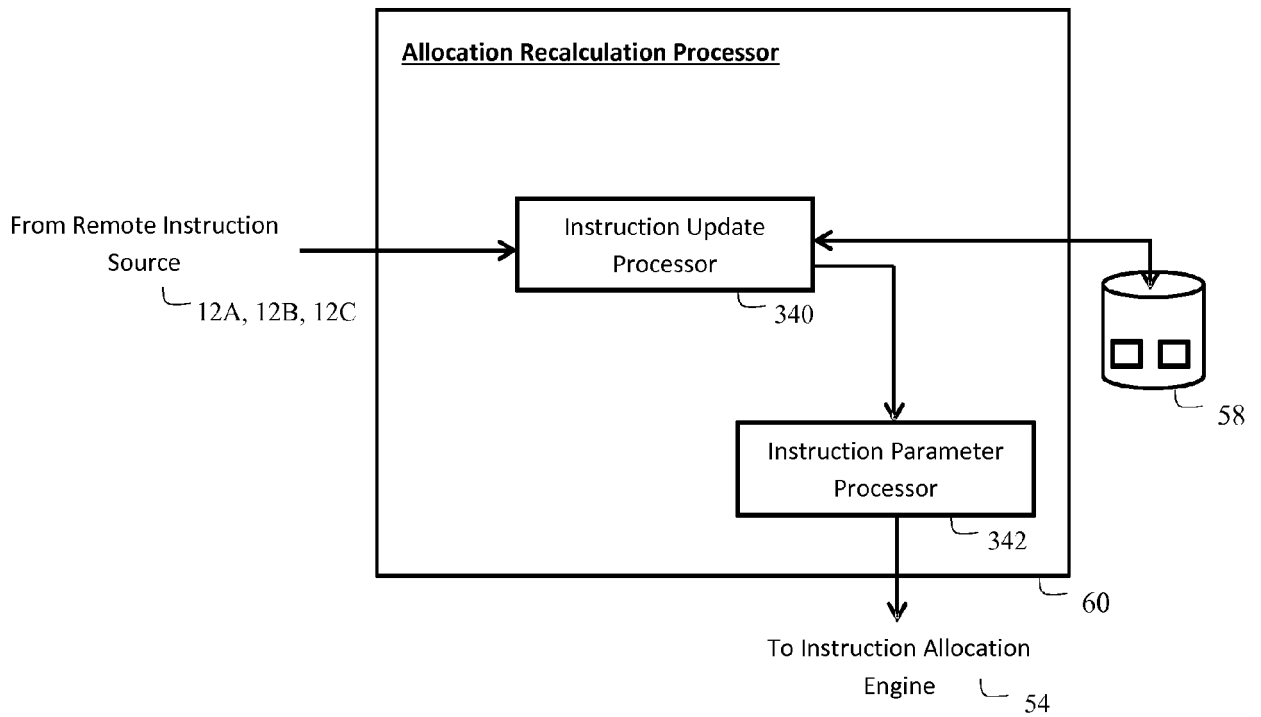 Allocation Recalculation Processor
From Remote Instruction
Source
12A, 12B, 12C
Instruction Update
Processor
340
58
Instruction Parameter
Processor
342
60
To Instruction Allocation
Engine
54